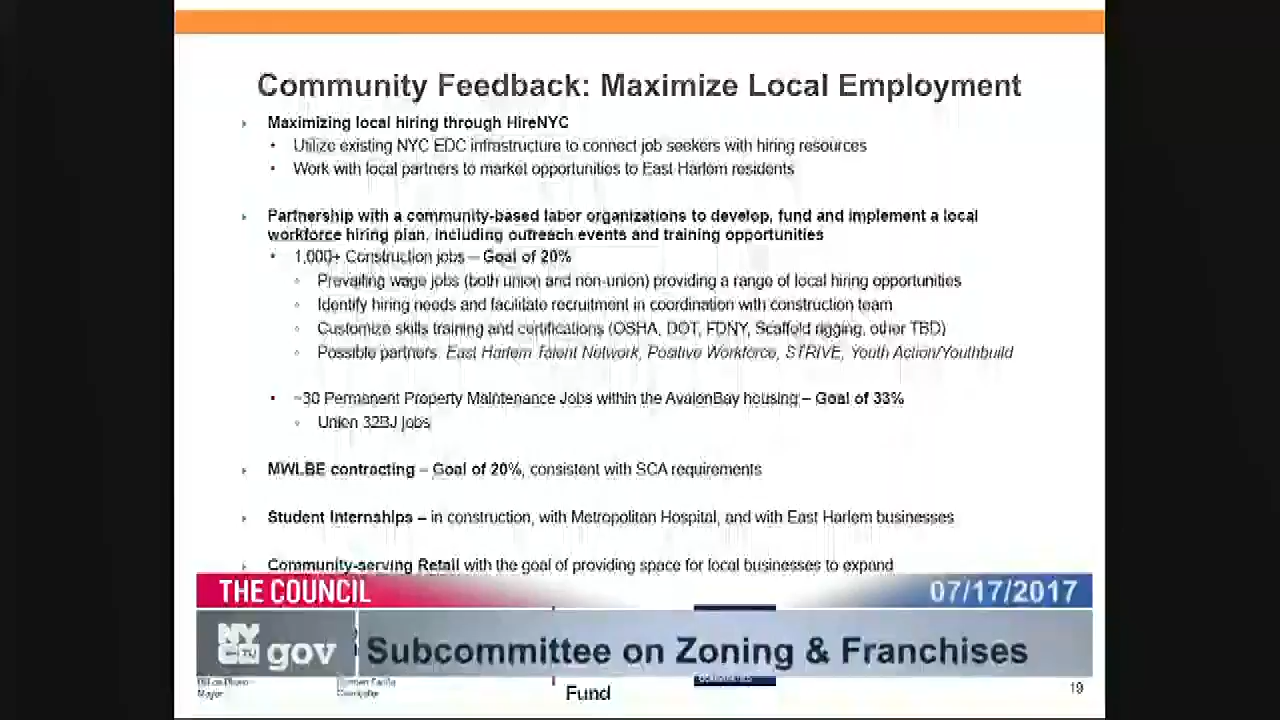 Community Feedback: Maximize Local Employment
Maximizing local hiring through HireNYC
Utilize existing NYC EDC infrastructure to connect job seekers with hiring resources
Work with local partners to market opportunities to East Harlem residents
Partnership with a community-based labor organizations to develop, fund and implement a local
workforce hiring plan, including outreach events and training opportunities
1,000+ Construction jobs – Goal of 20%
Prevailing wage jobs (both union and non-union) providing a range of local hiring opportunities
Identify hiring needs and facilitate recruitment in coordination with construction team
Customize skills training and certifications (OSHA, DOT, FDNY, Scaffold rigging, other TBD)
Possible partners: East Harlem Talent Network, Positive Workforce, STRIVE, Youth Action/Youthbuild
~30 Permanent Property Maintenance Jobs within the AvalonBay housing – Goal of 33%
Union 32BJ jobs
MWLBE contracting – Goal of 20%, consistent with SCA requirements
Student Internships – in construction, with Metropolitan Hospital, and with East Harlem businesses
Community-serving Retail with the goal of providing space for local businesses to expand
THE COUNCIL
07/17/2017
NYC gov
Subcommittee on Zoning & Franchises
Mayor
Fund
19